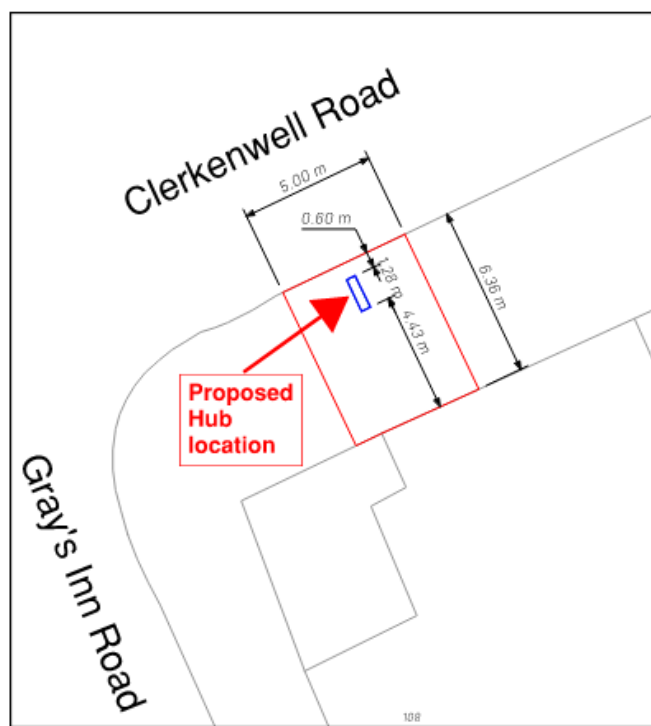 Clerkenwell Road
5.00 m
0.60 m
1.28 m
6.36 m
4.43 m
Proposed
Hub
location
Gray's Inn Road
108